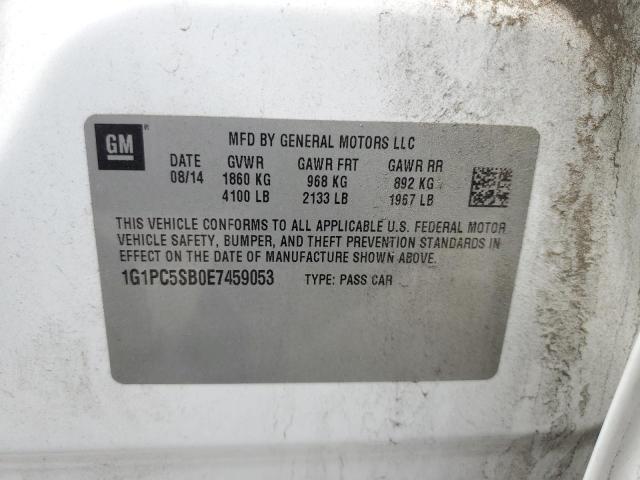 GM
MFD BY GENERAL MOTORS LLC
DATE GVWR GAWR FRT GAWR RR
08/14 1860 KG 968 KG 892 KG
4100 LB 2133 LB 1967 LB
THIS VEHICLE CONFORMS TO ALL APPLICABLE U.S. FEDERAL MOTOR
VEHICLE SAFETY, BUMPER, AND THEFT PREVENTION STANDARDS IN
EFFECT ON THE DATE OF MANUFACTURE SHOWN ABOVE.
1G1PC5SB0E7459053 TYPE: PASS CAR